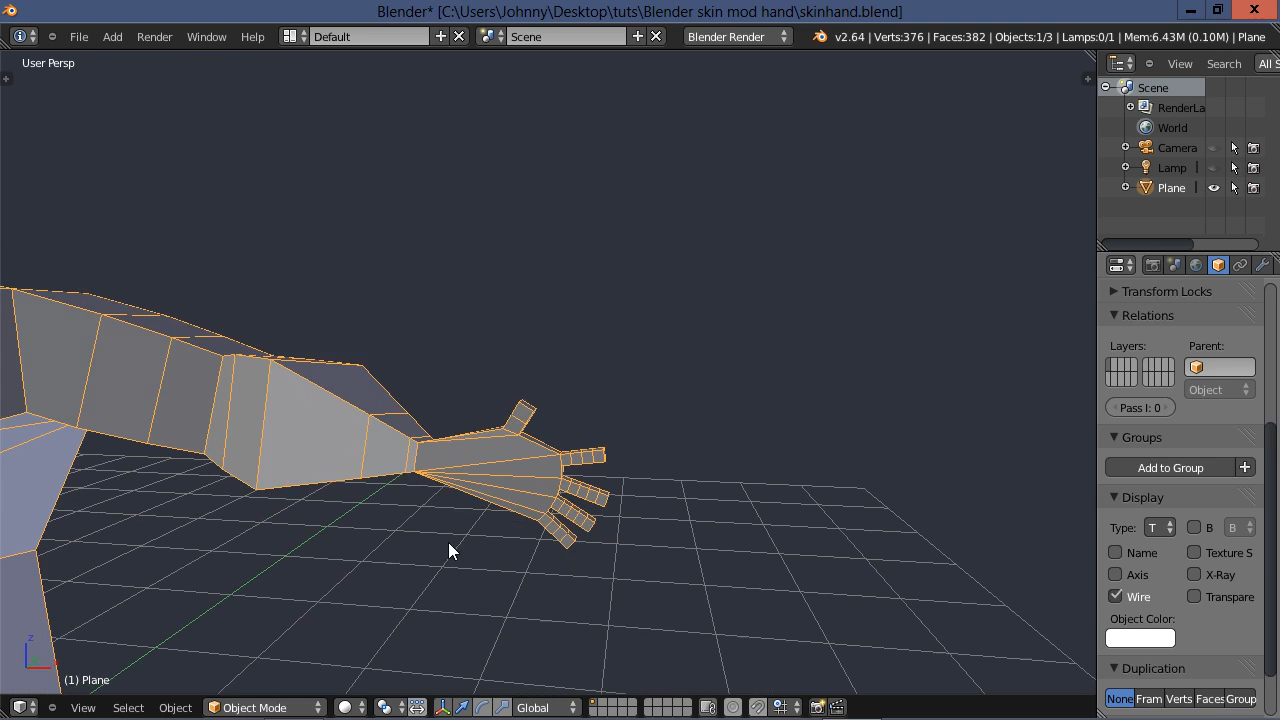 Blender* [C:\Users\Johnny\Desktop\tuts\Blender skin mod hand\skinhand.blend]
File Add Render Window Help Default Scene Blender Render v2.64 | Verts:376 | Faces:382 | Objects:1/3 | Lamps:0/1 | Mem:6.43M (0.10M) | Plane
User Persp
View Search All S
Scene
RenderLa
World
Camera
Lamp
Plane
Transform Locks
Relations
Layers: Parent:
Object
Pass I: 0
Groups
Add to Group
Display
Type: T B B
Name Texture S
Axis X-Ray
Wire Transpare
Object Color:
Duplication
None Fram Verts Faces Group
z
(1) Plane
View Select Object Object Mode Global